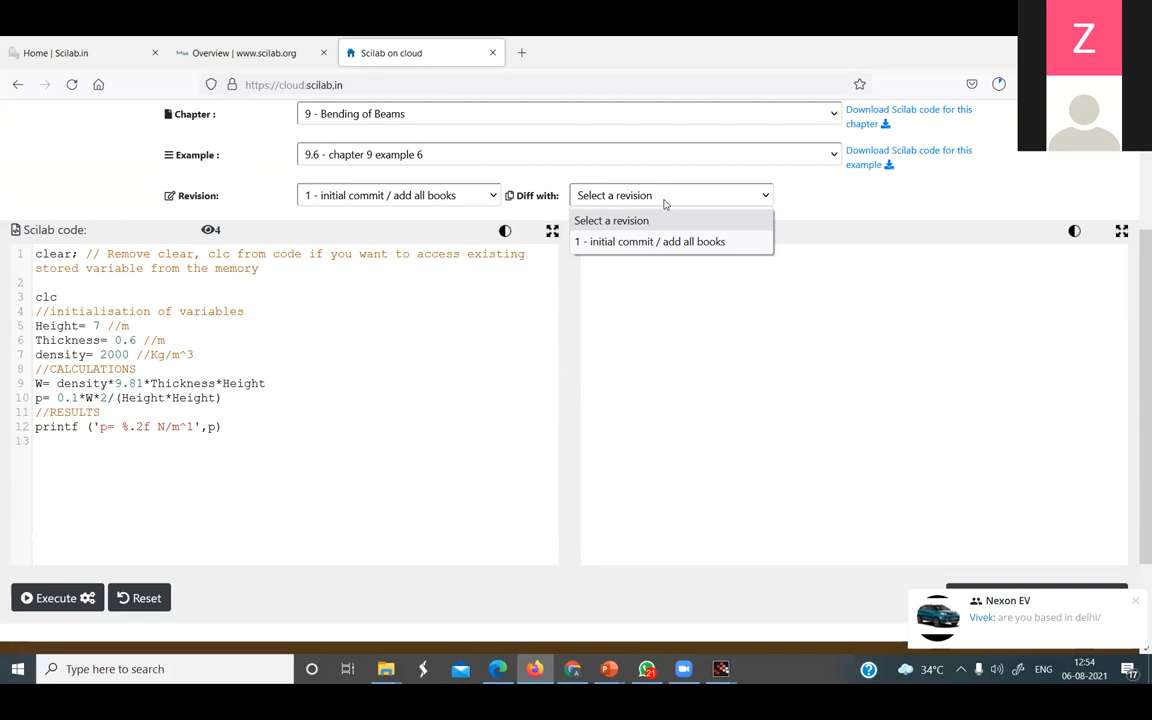 Home | Scilab.in
Overview | www.scilab.org
Scilab on cloud
Z
https://cloud.scilab.in
Chapter :
9 - Bending of Beams
Download Scilab code for this
chapter
Example :
9.6 - chapter 9 example 6
Download Scilab code for this
example
Revision:
1 - initial commit / add all books
Diff with:
Select a revision
Select a revision
1 - initial commit / add all books
Scilab code:
4
1 clear; // Remove clear, clc from code if you want to access existing
stored variable from the memory
2
3 clc
4 //initialisation of variables
5 Height= 7 //m
6 Thickness= 0.6 //m
7 density= 2000 //Kg/m^3
8 //CALCULATIONS
9 W= density*9.81*Thickness*Height
10 p= 0.1*W*2/(Height*Height)
11 //RESULTS
12 printf ('p= %.2f N/m^1',p)
13
Execute
Reset
Nexon EV
Vivek: are you based in delhi/
Type here to search
21
34°C
ENG
12:54
06-08-2021
17